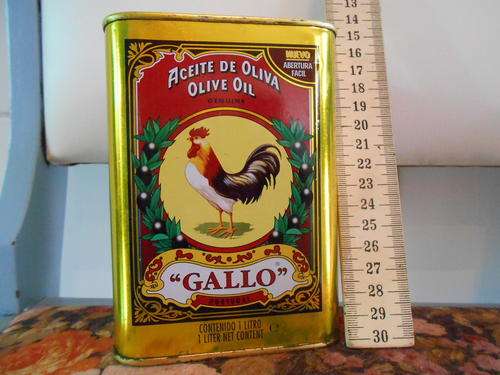 NUEVO
ABERTURA
FACIL
ACEITE DE OLIVA
OLIVE OIL
GENUINE
"GALLO"
PORTUGAL
CONTENIDO 1 LITRO
1 LITER NET CONTENT
e
13
14
15
16
17
18
19
20
21
22
23
24
25
26
27
28
29
30